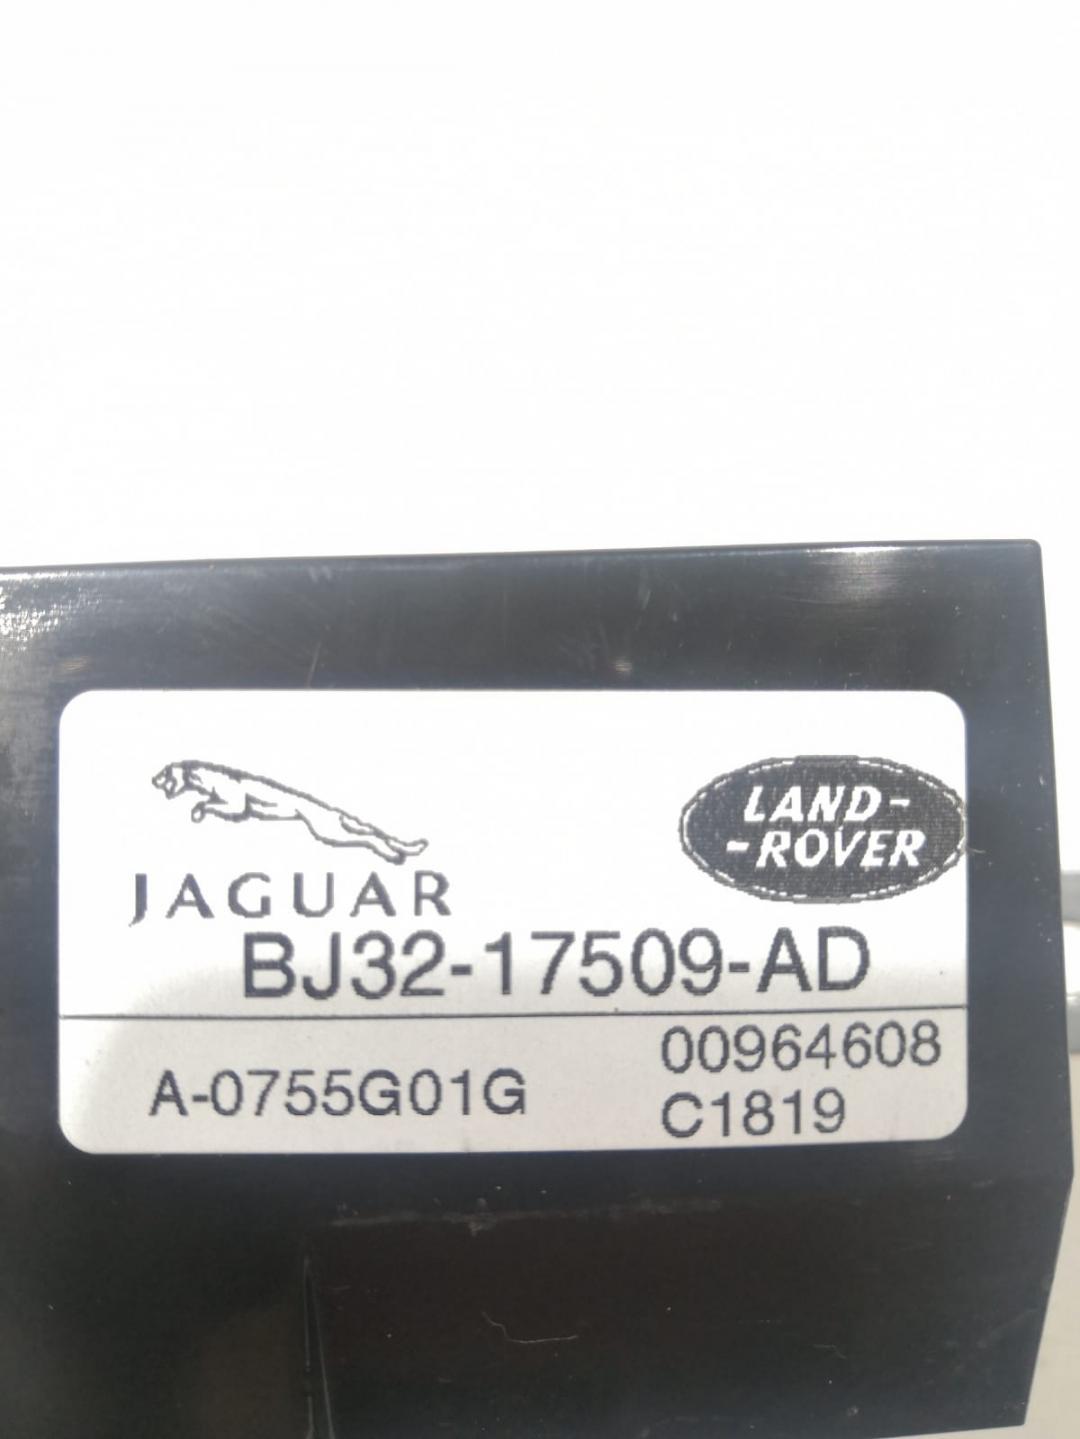 LAND-
-ROVER
JAGUAR
BJ32-17509-AD
A-0755G01G
00964608
C1819